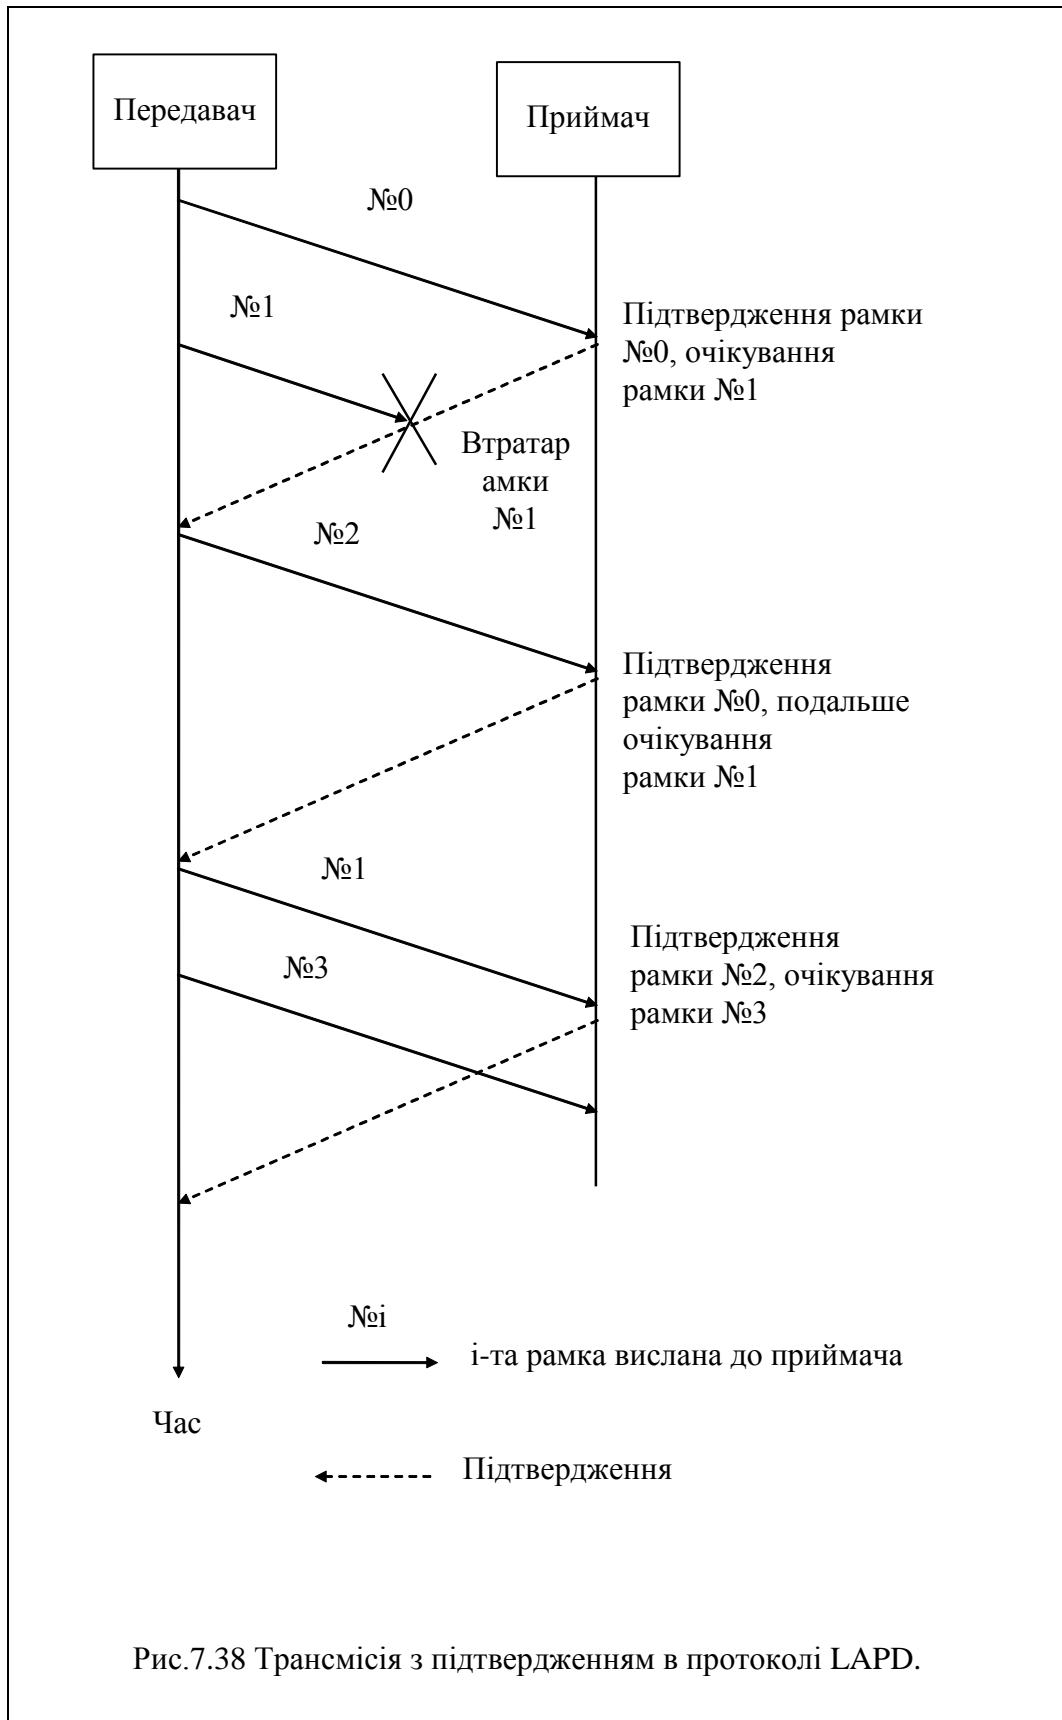 Передавач
Приймач
№0
№1
Підтвердження рамки
№0, очікування
рамки №1
Втратар
амки
№1
№2
Підтвердження
рамки №0, подальше
очікування
рамки №1
№1
№3
Підтвердження
рамки №2, очікування
рамки №3
№i
і-та рамка вислана до приймача
Час
Підтвердження
Рис.7.38 Трансмісія з підтвердженням в протоколі LAPD.